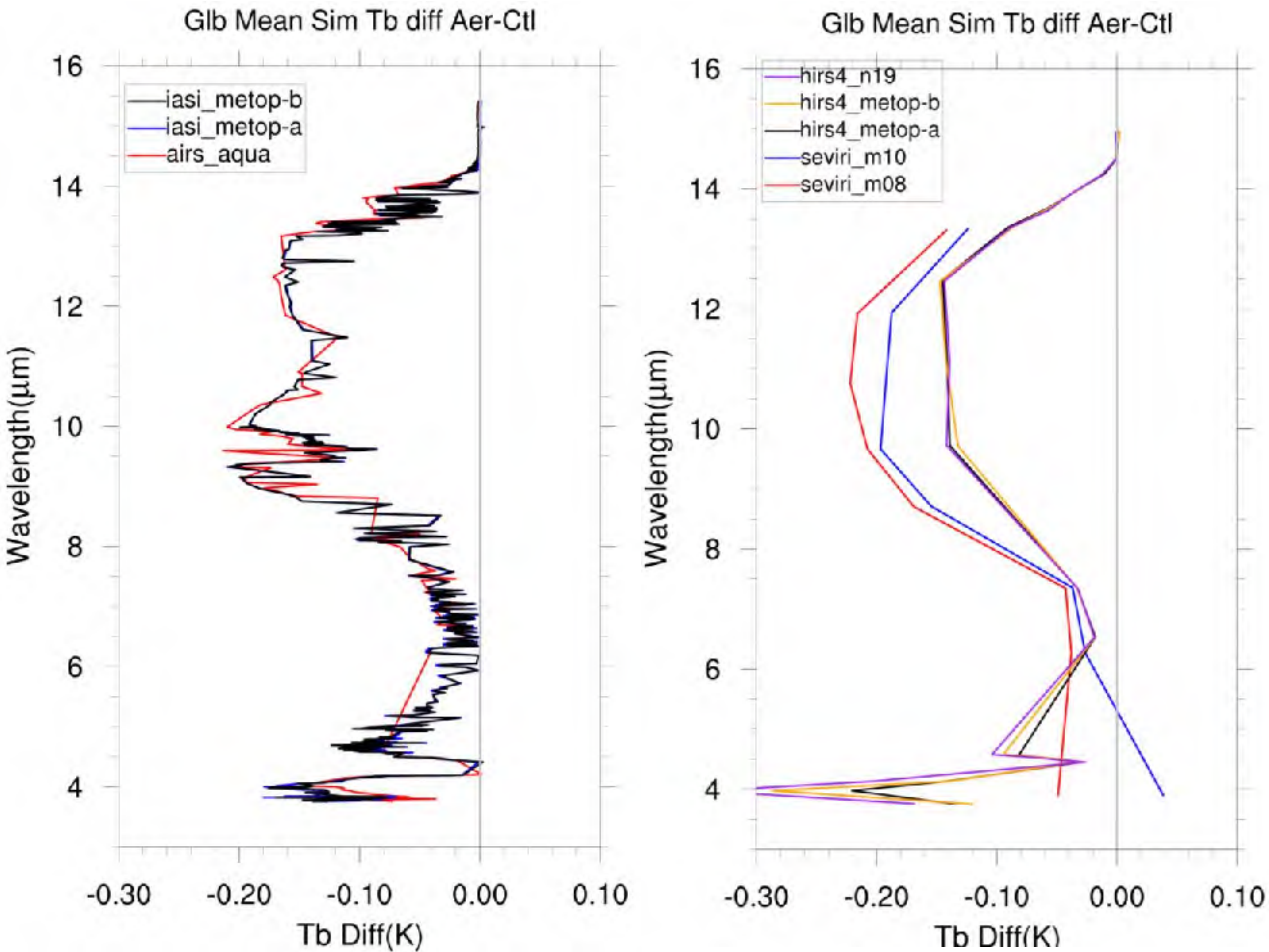 Glb Mean Sim Tb diff Aer-Ctl
16
14
12
10
8
6
4
-0.30 -0.20 -0.10 0.00 0.10
Tb Diff(K)
Wavelength(µm)
iasi_metop-b
iasi_metop-a
airs_aqua
Glb Mean Sim Tb diff Aer-Ctl
16
14
12
10
8
6
4
-0.30 -0.20 -0.10 0.00 0.10
Tb Diff(K)
Wavelength(µm)
hirs4_n19
hirs4_metop-b
hirs4_metop-a
seviri_m10
seviri_m08